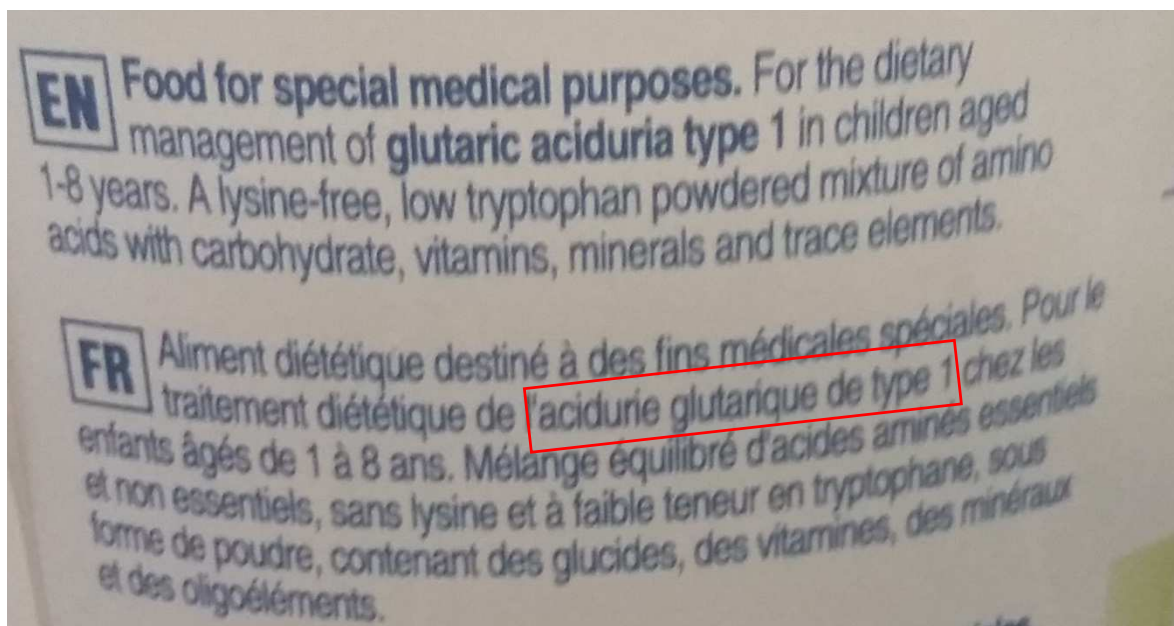 EN Food for special medical purposes. For the dietary
management of glutaric aciduria type 1 in children aged
1-8 years. A lysine-free, low tryptophan powdered mixture of amino
acids with carbohydrate, vitamins, minerals and trace elements.
FR Aliment diététique destiné à des fins médicales spéciales. Pour le
traitement diététique de l'acidurie glutarique de type 1 chez les
enfants âgés de 1 à 8 ans. Mélange équilibré d'acides aminés essentiels
et non essentiels, sans lysine et à faible teneur en tryptophane, sous
forme de poudre, contenant des glucides, des vitamines, des minéraux
et des oligoéléments.